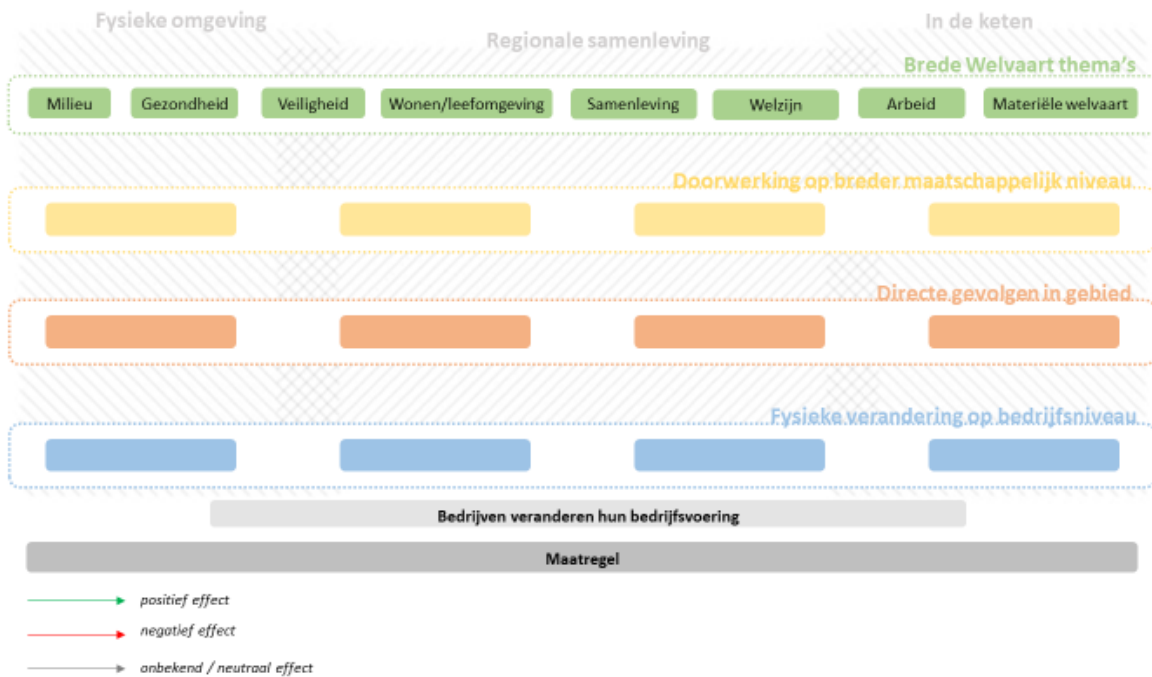 Fysieke omgeving
Regionale samenleving
In de keten
Brede Welvaart thema's
Milieu
Gezondheid
Veiligheid
Wonen/leefomgeving
Samenleving
Welzijn
Arbeid
Materiële welvaart
Doorwerking op breder maatschappelijk niveau
Directe gevolgen in gebied
Fysieke verandering op bedrijfsniveau
Bedrijven veranderen hun bedrijfsvoering
Maatregel
positief effect
negatief effect
onbekend / neutraal effect